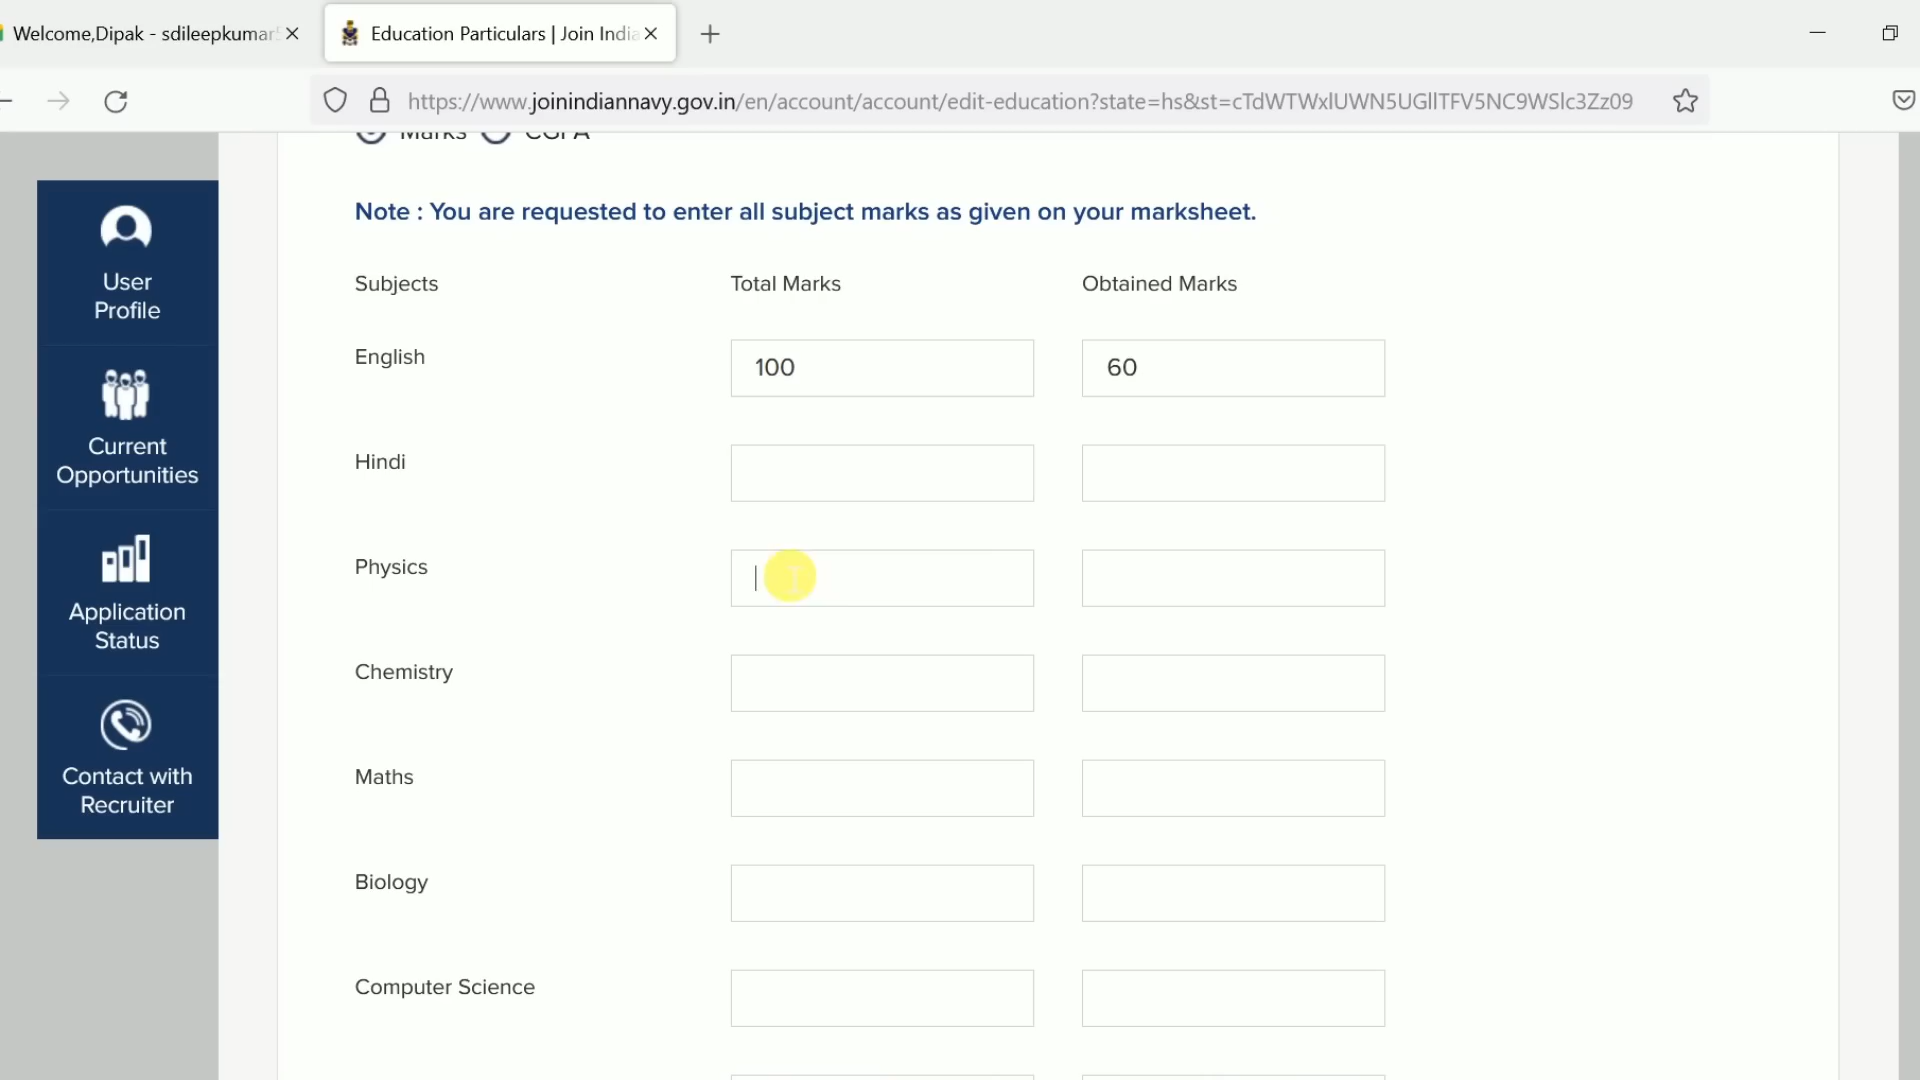 Welcome,Dipak - sdileepkumar
Education Particulars | Join India
https://www.joinindiannavy.gov.in/en/account/account/edit-education?state=hs&st=cTdWTWxlUWN5UGllTFV5NC9WSlc3Zz09
Marks CGPA
Note : You are requested to enter all subject marks as given on your marksheet.
Subjects Total Marks Obtained Marks
English 100 60
Hindi
Physics
Chemistry
Maths
Biology
Computer Science
User
Profile
Current
Opportunities
Application
Status
Contact with
Recruiter